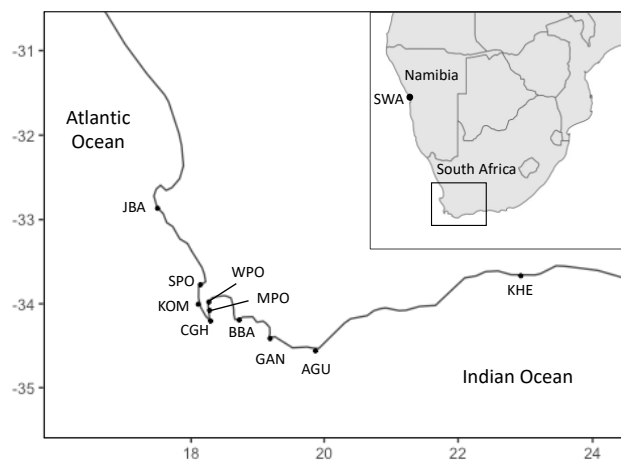 -31
-32
-33
-34
-35
Atlantic
Ocean
JBA
SPO
WPO
KOM
MPO
CGH
BBA
GAN
AGU
KHE
Indian Ocean
Namibia
SWA
South Africa
18
20
22
24